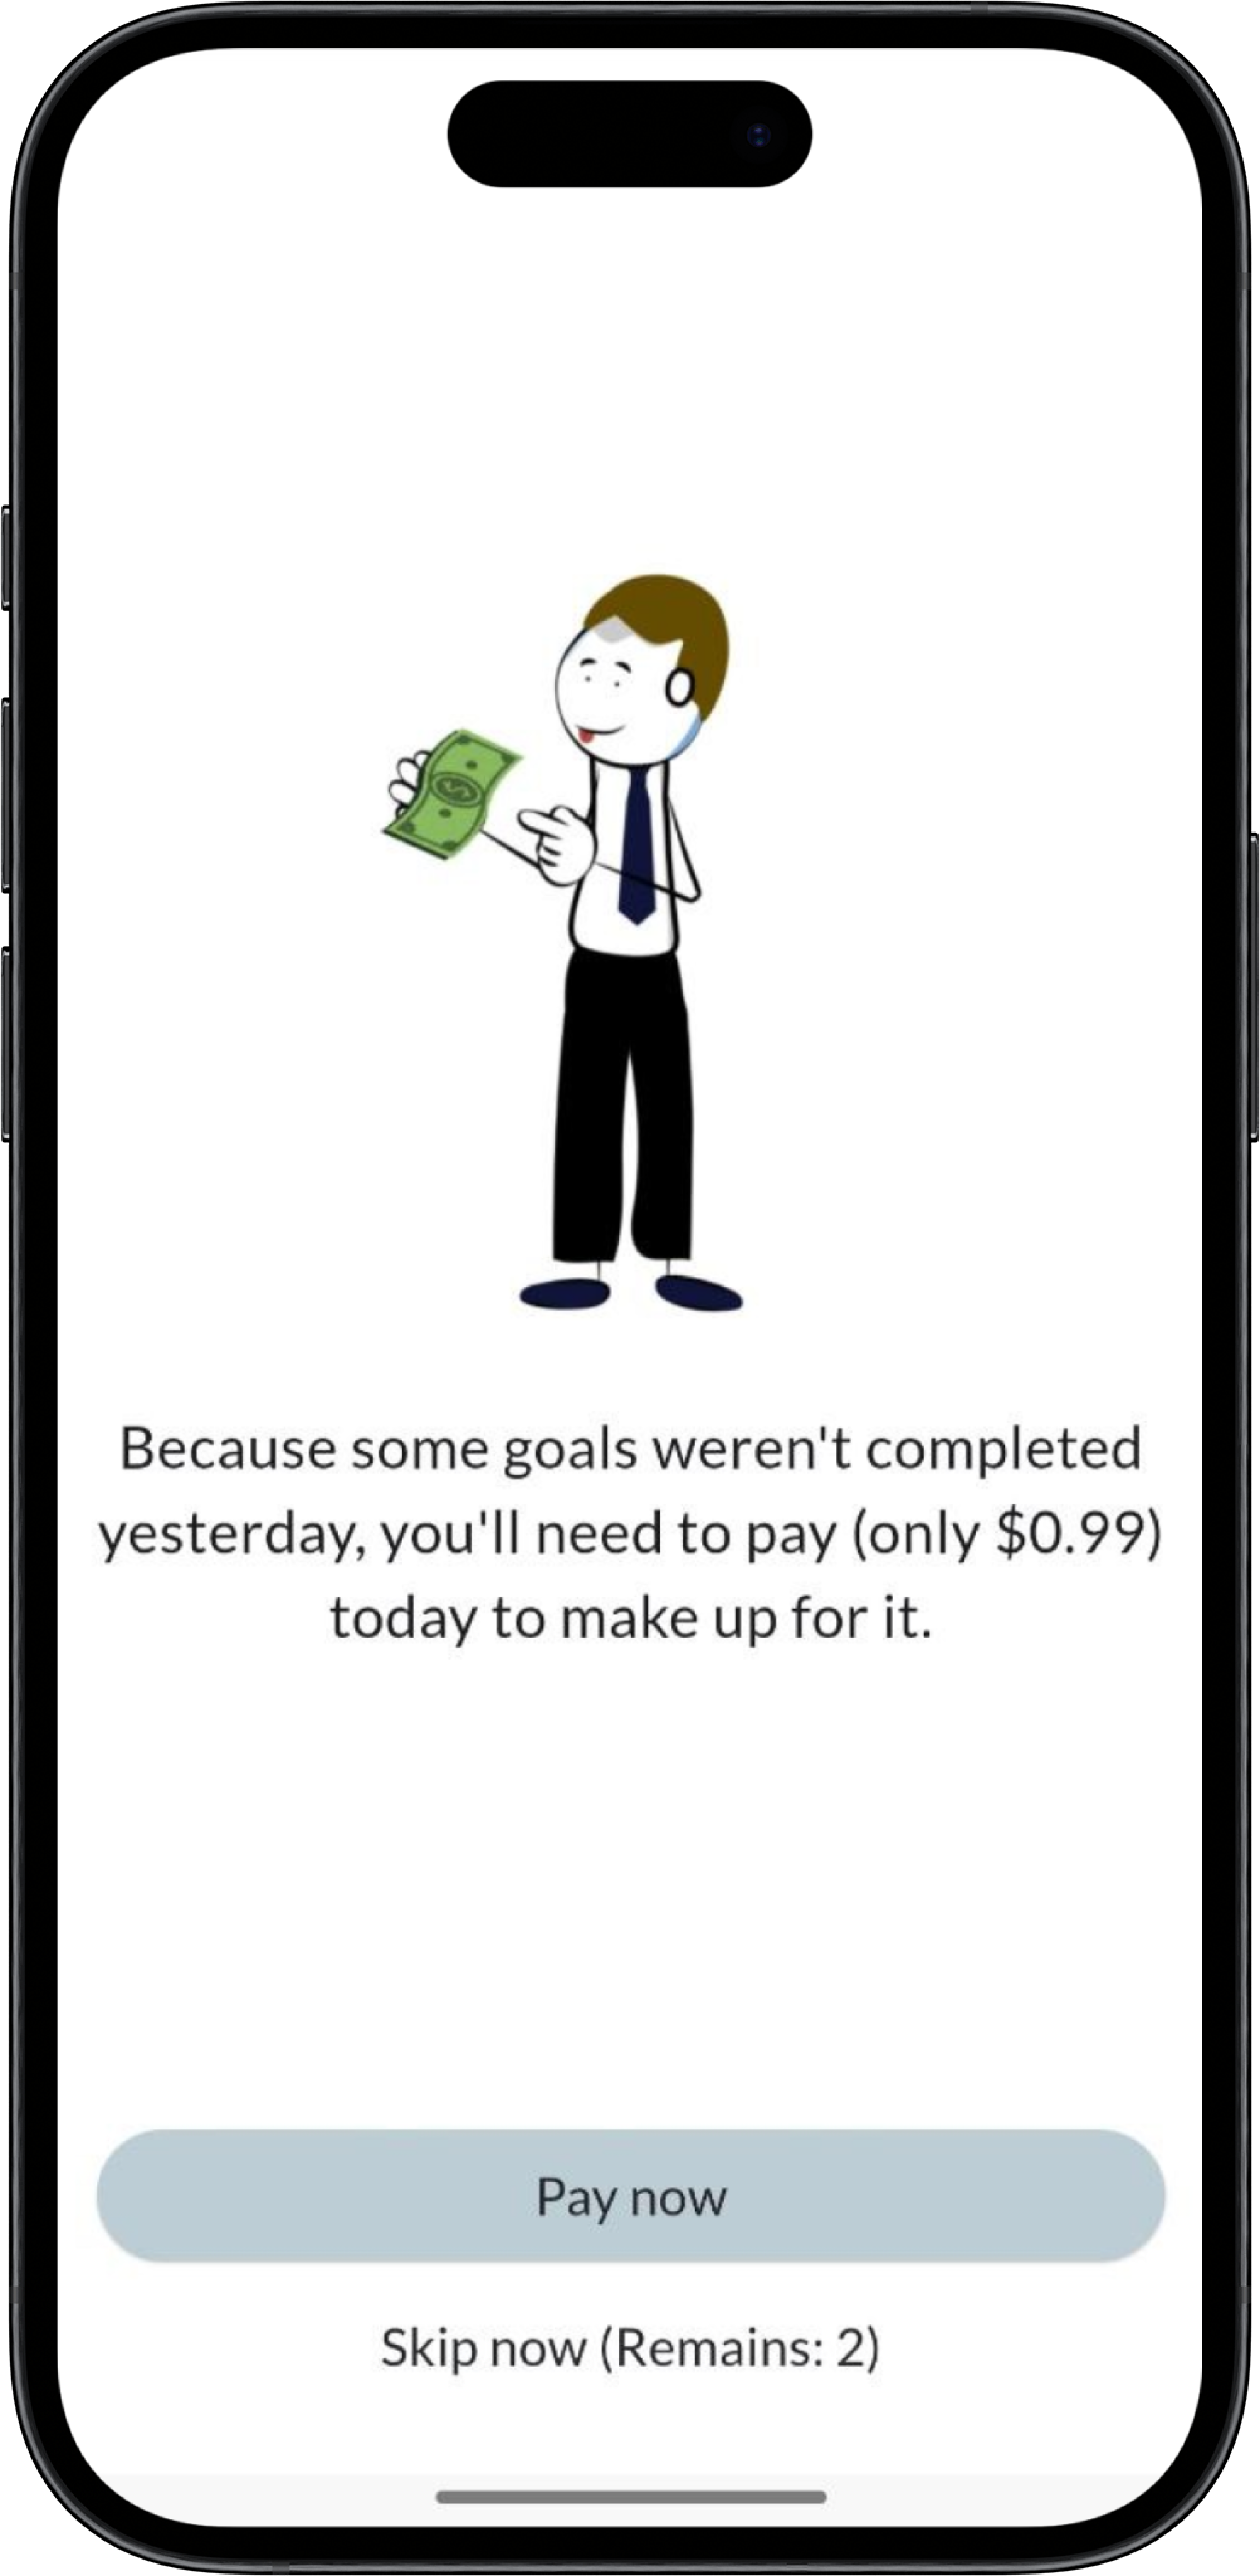 Because some goals weren't completed
yesterday, you'll need to pay (only $0.99)
today to make up for it.
Pay now
Skip now (Remains: 2)